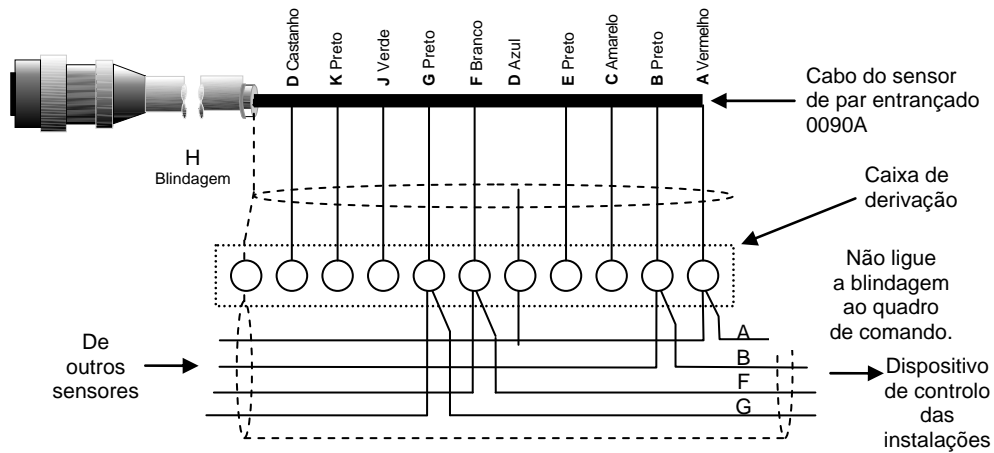 D Castanho
K Preto
J Verde
G Preto
F Branco
D Azul
E Preto
C Amarelo
B Preto
A Vermelho
Cabo do sensor
de par entrançado
0090A
H
Blindagem
Caixa de
derivação
Não ligue
a blindagem
ao quadro
de comando.
De
outros
sensores
A
B
F
G
Dispositivo
de controlo
das
instalações